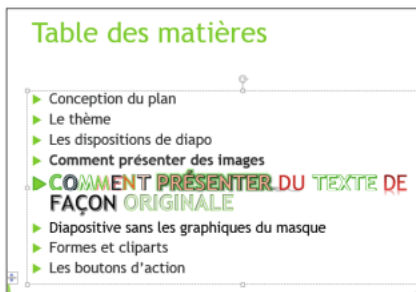 Table des matières
Conception du plan
Le thème
Les dispositions de diapo
Comment présenter des images
COMMENT PRÉSENTER DU TEXTE DE
FAÇON ORIGINALE
Diapositive sans les graphiques du masque
Formes et cliparts
Les boutons d'action